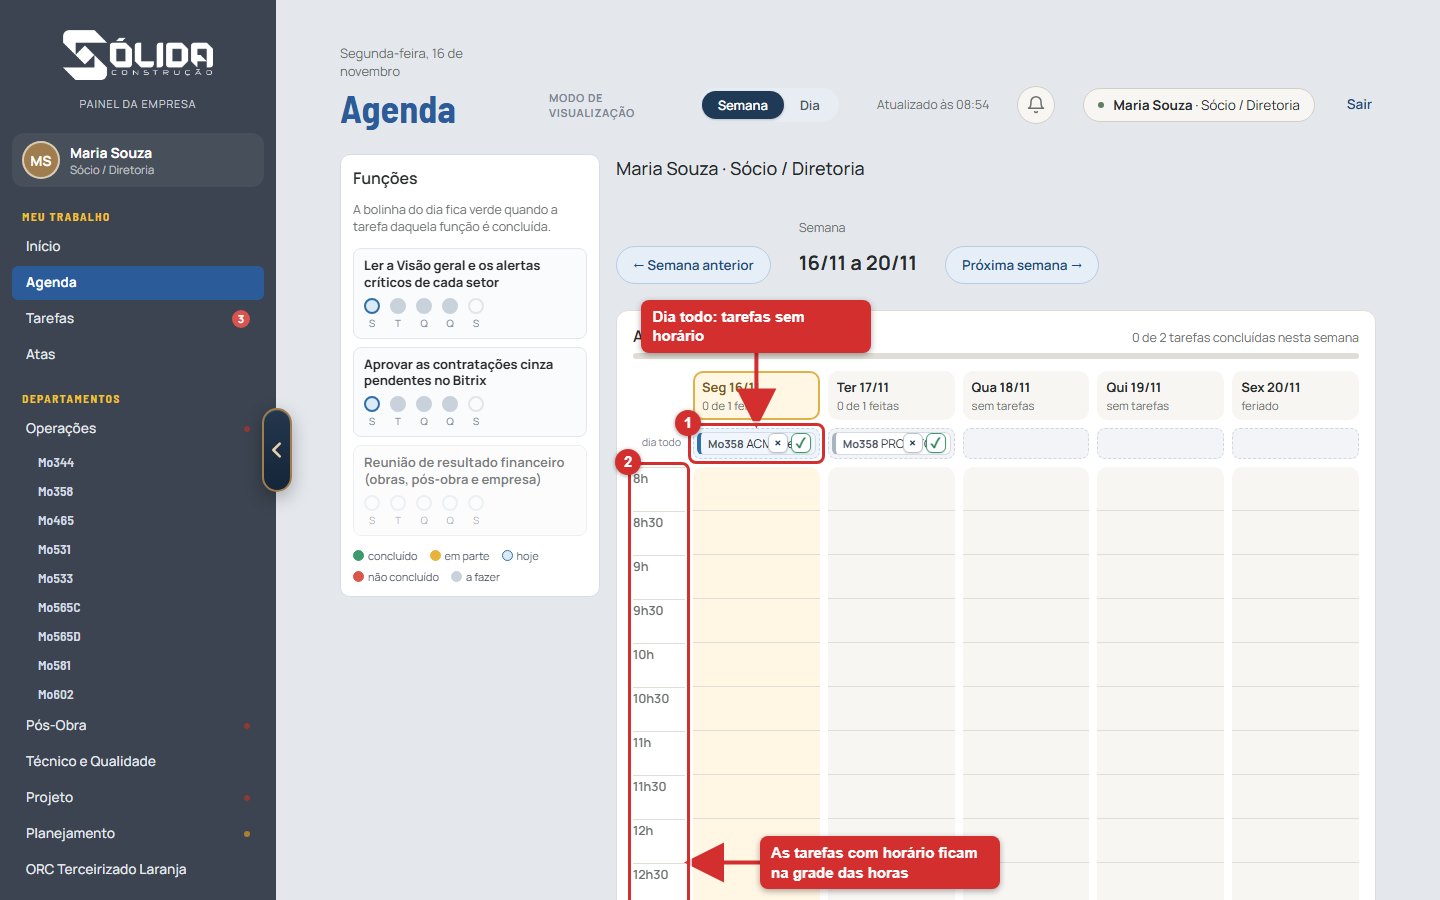 SÓLIDA
CONSTRUÇÃO
PAINEL DA EMPRESA
MS
Maria Souza
Sócio / Diretoria
MEU TRABALHO
Início
Agenda
Tarefas
3
Atas
DEPARTAMENTOS
Operações
Mo344
Mo358
Mo465
Mo531
Mo533
Mo565C
Mo565D
Mo581
Mo602
Pós-Obra
Técnico e Qualidade
Projeto
Planejamento
ORC Terceirizado Laranja
Segunda-feira, 16 de
novembro
Agenda
MODO DE
VISUALIZAÇÃO
Semana
Dia
Atualizado às 08:54
Maria Souza · Sócio / Diretoria
Sair
Funções
A bolinha do dia fica verde quando a
tarefa daquela função é concluída.
Ler a Visão geral e os alertas
críticos de cada setor
S T Q Q S
Aprovar as contratações cinza
pendentes no Bitrix
S T Q Q S
Reunião de resultado financeiro
(obras, pós-obra e empresa)
S T Q Q S
concluído em parte hoje
não concluído a fazer
Maria Souza · Sócio / Diretoria
Semana
← Semana anterior
16/11 a 20/11
Próxima semana →
Dia todo: tarefas sem
horário
0 de 2 tarefas concluídas nesta semana
Seg 16/11
0 de 1
Ter 17/11
0 de 1 feitas
Qua 18/11
sem tarefas
Qui 19/11
sem tarefas
Sex 20/11
feriado
1
dia todo
Mo358 × ✓
Mo358 × ✓
2
8h
8h30
9h
9h30
10h
10h30
11h
11h30
12h
12h30
As tarefas com horário ficam
na grade das horas